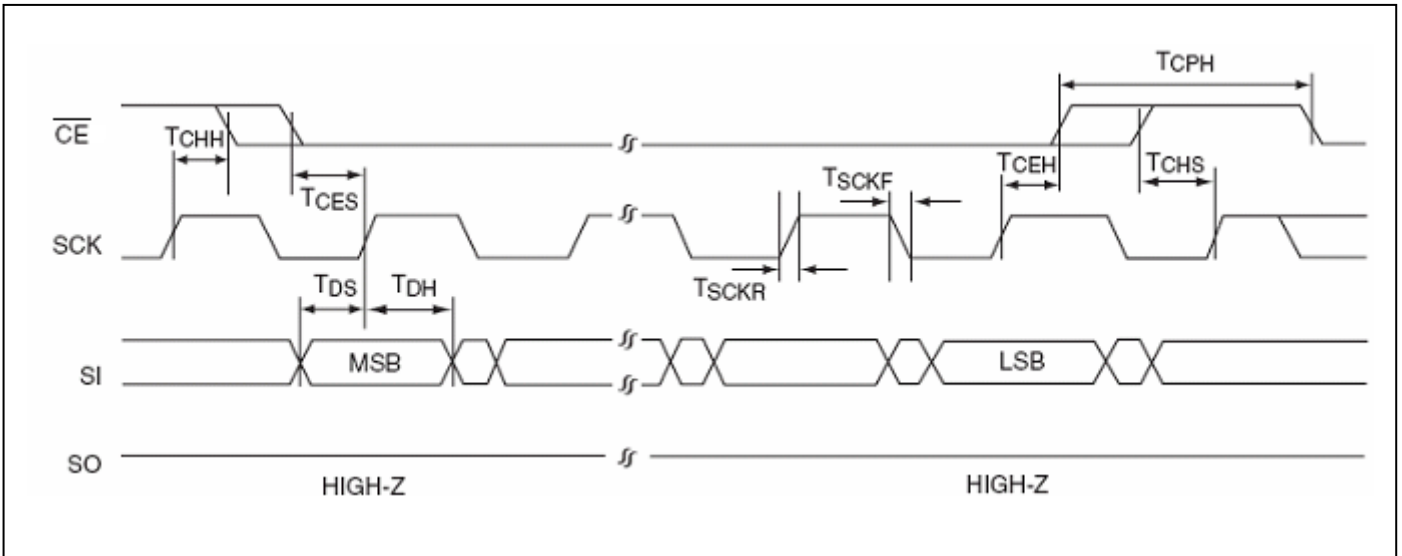 TCPH
CE
TCHH
TCES
TSCKF
TCEH
TCHS
SCK
TSCKR
TDS
TDH
SI
MSB
LSB
SO
HIGH-Z
HIGH-Z